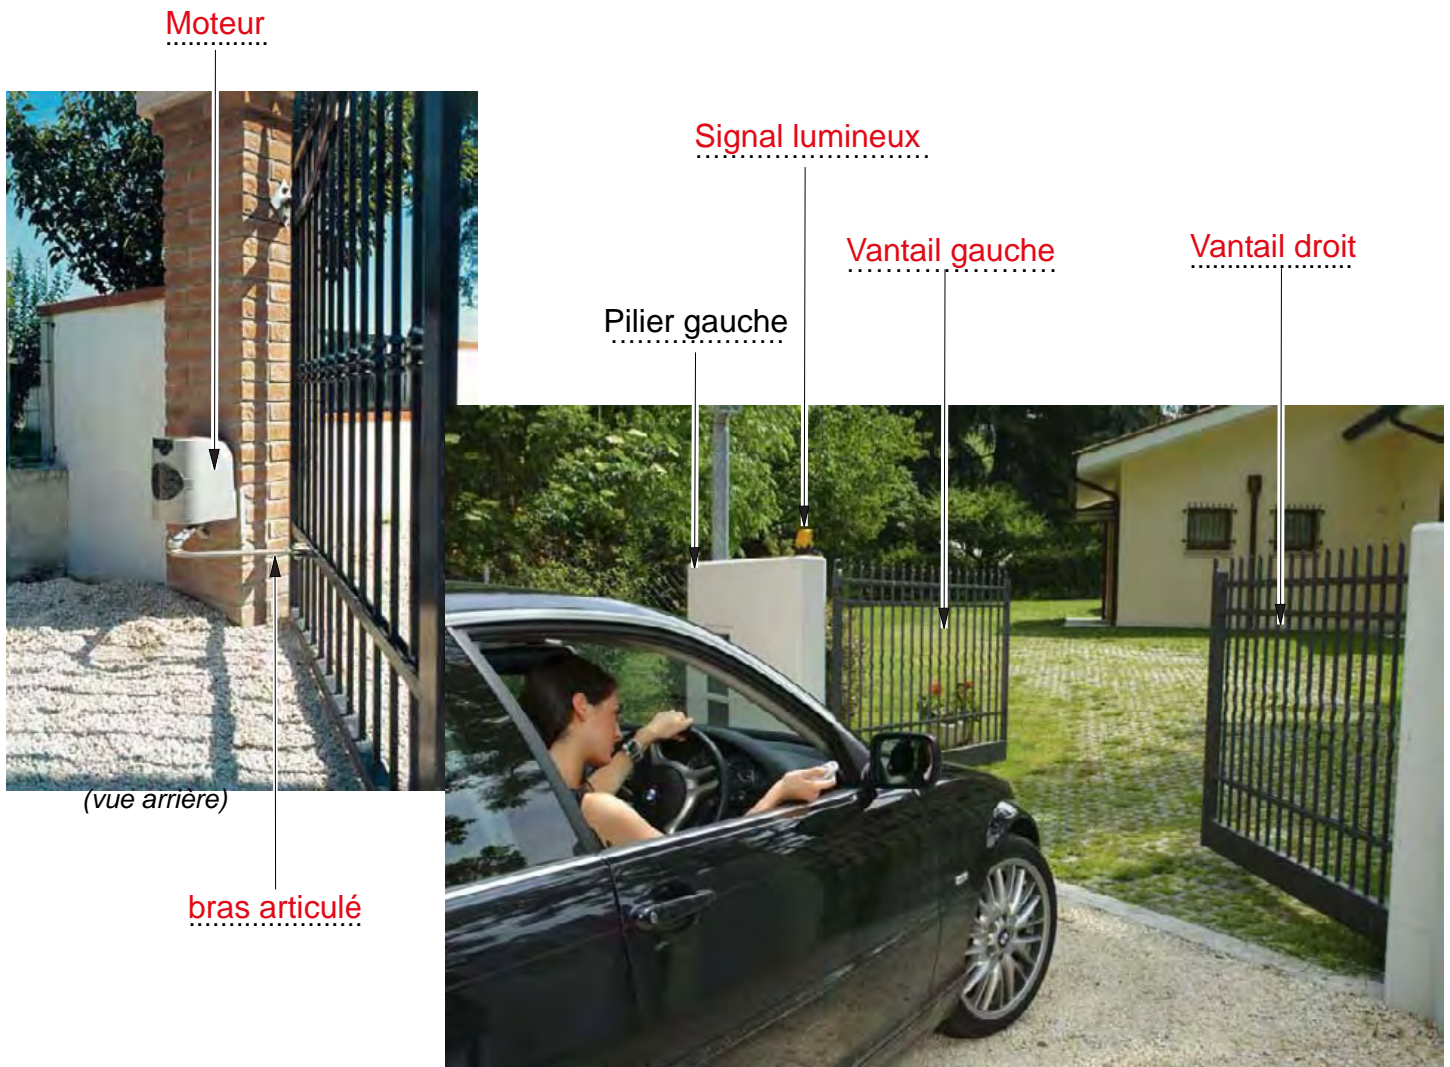 Moteur
Signal lumineux
Vantail gauche
Vantail droit
Pilier gauche
(vue arrière)
bras articulé